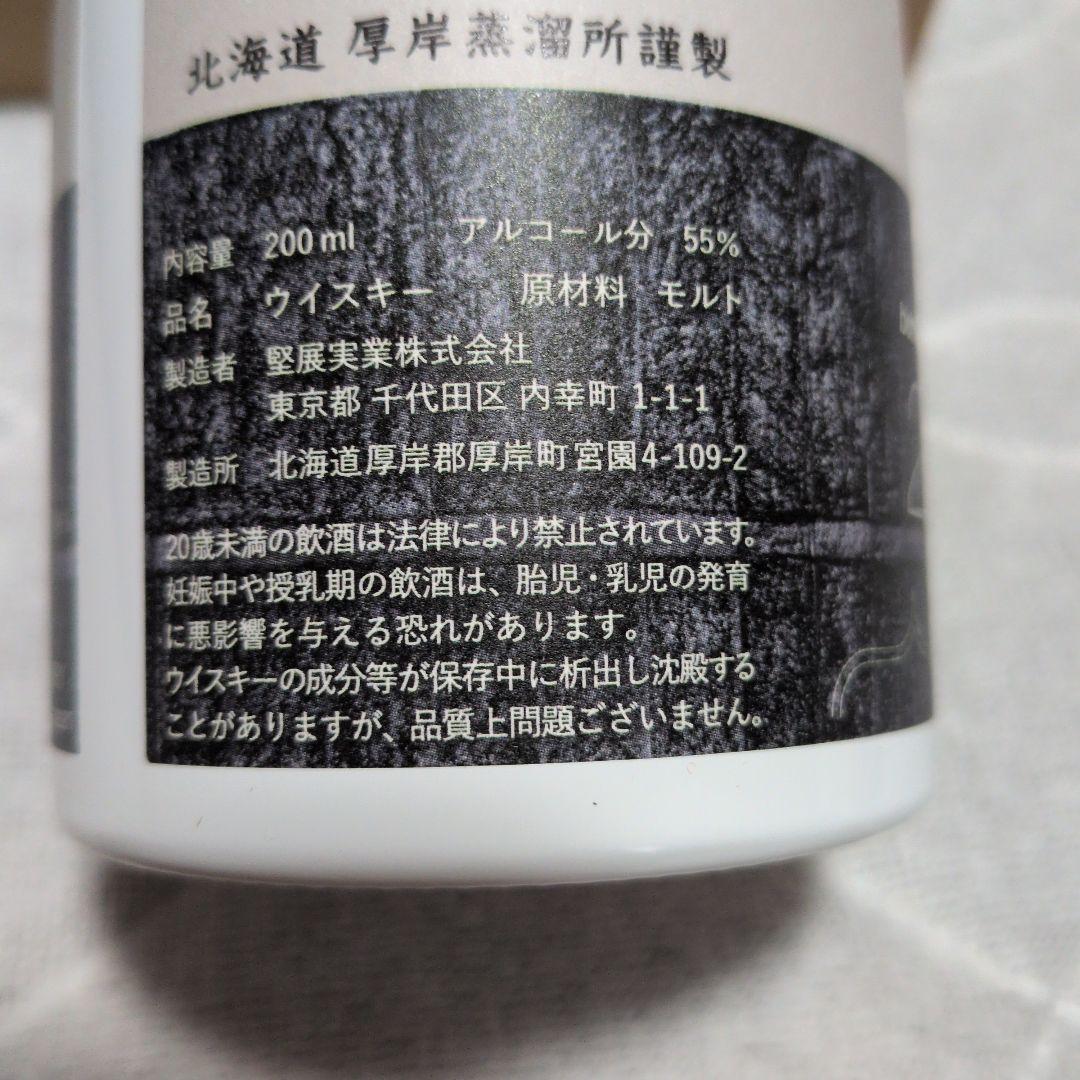 北海道 厚岸蒸溜所謹製
内容量 200ml アルコール分 55%
品名 ウイスキー 原材料 モルト
製造者 堅展実業株式会社
東京都 千代田区 内幸町 1-1-1
製造所 北海道厚岸郡厚岸町宮園4-109-2
20歳未満の飲酒は法律により禁止されています。
妊娠中や授乳期の飲酒は、胎児・乳児の発育
に悪影響を与える恐れがあります。
ウイスキーの成分等が保存中に析出し沈殿する
ことがありますが、品質上問題ございません。